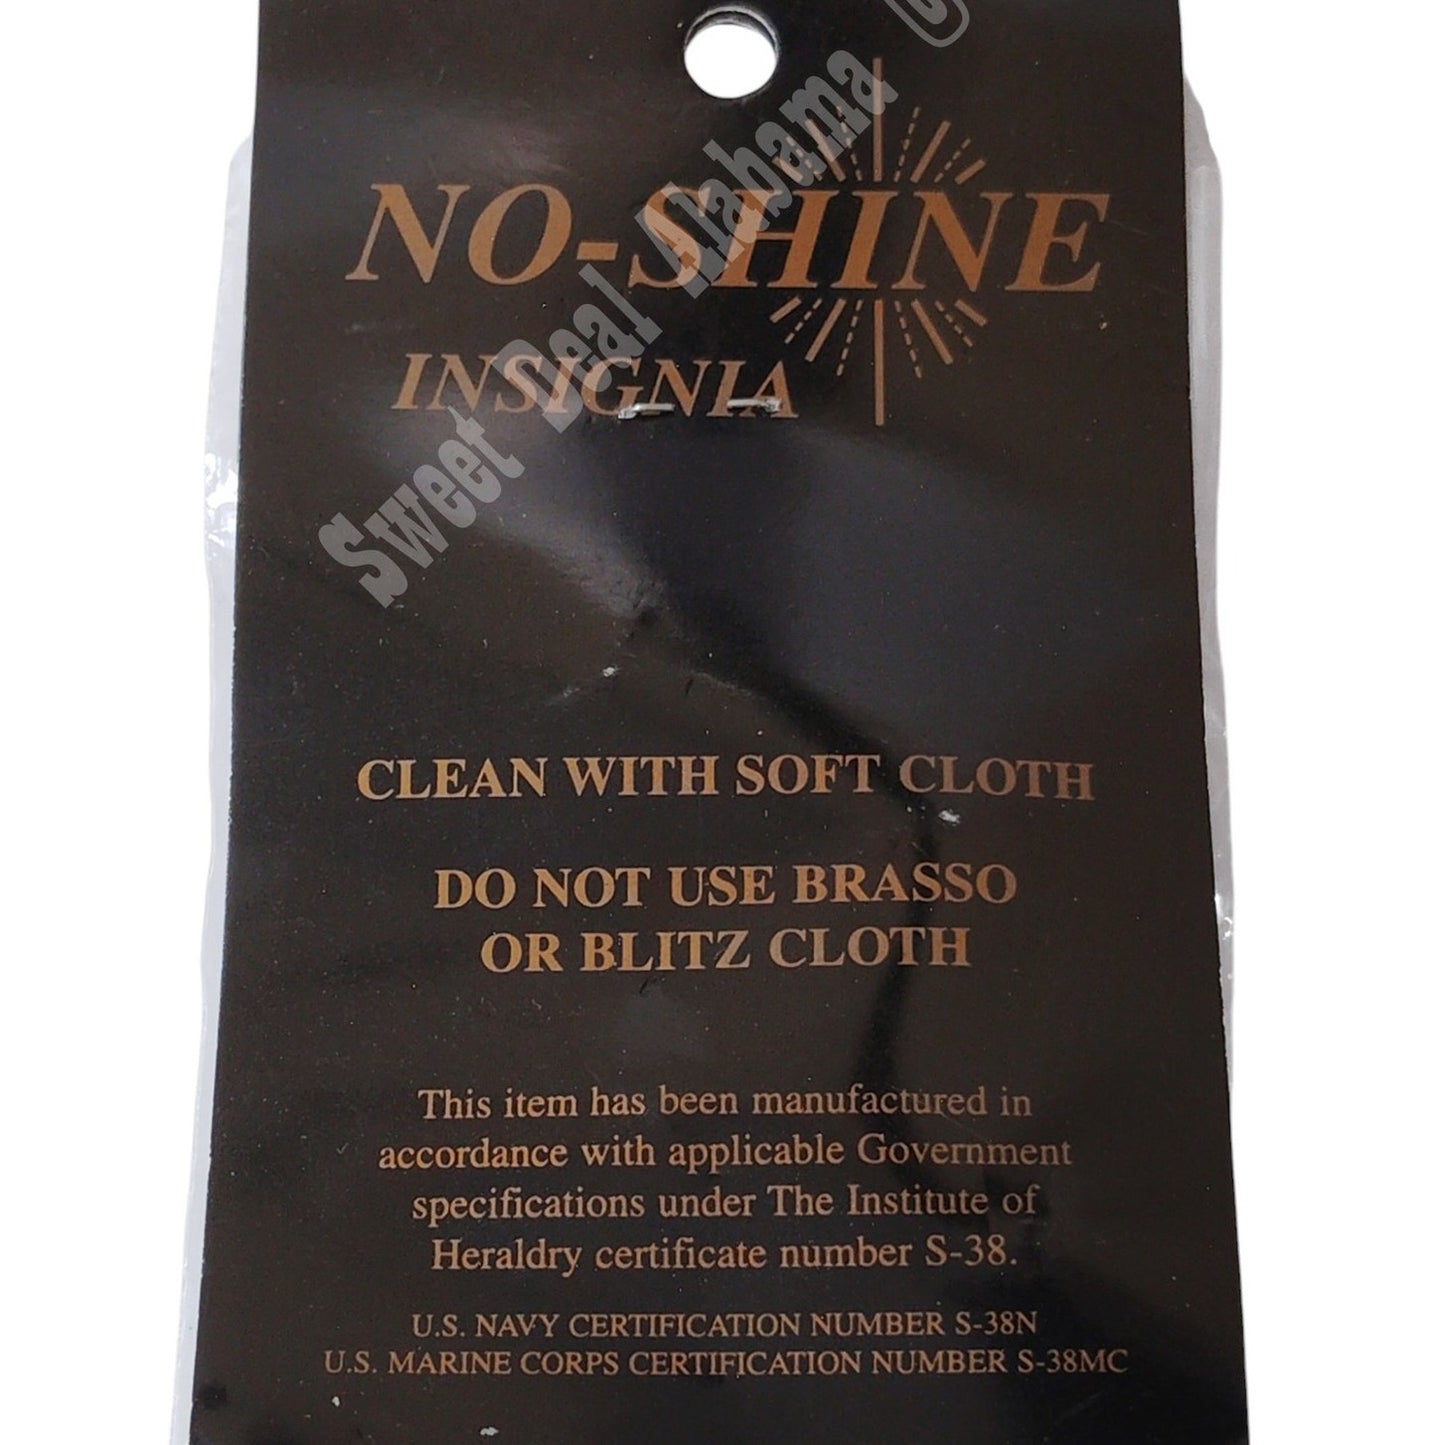 NO-SHINE
INSIGNIA
Sweet Deal Alabama
CLEAN WITH SOFT CLOTH
DO NOT USE BRASSO
OR BLITZ CLOTH
This item has been manufactured in
accordance with applicable Government
specifications under The Institute of
Heraldry certificate number S-38.
U.S. NAVY CERTIFICATION NUMBER S-38N
U.S. MARINE CORPS CERTIFICATION NUMBER S-38MC